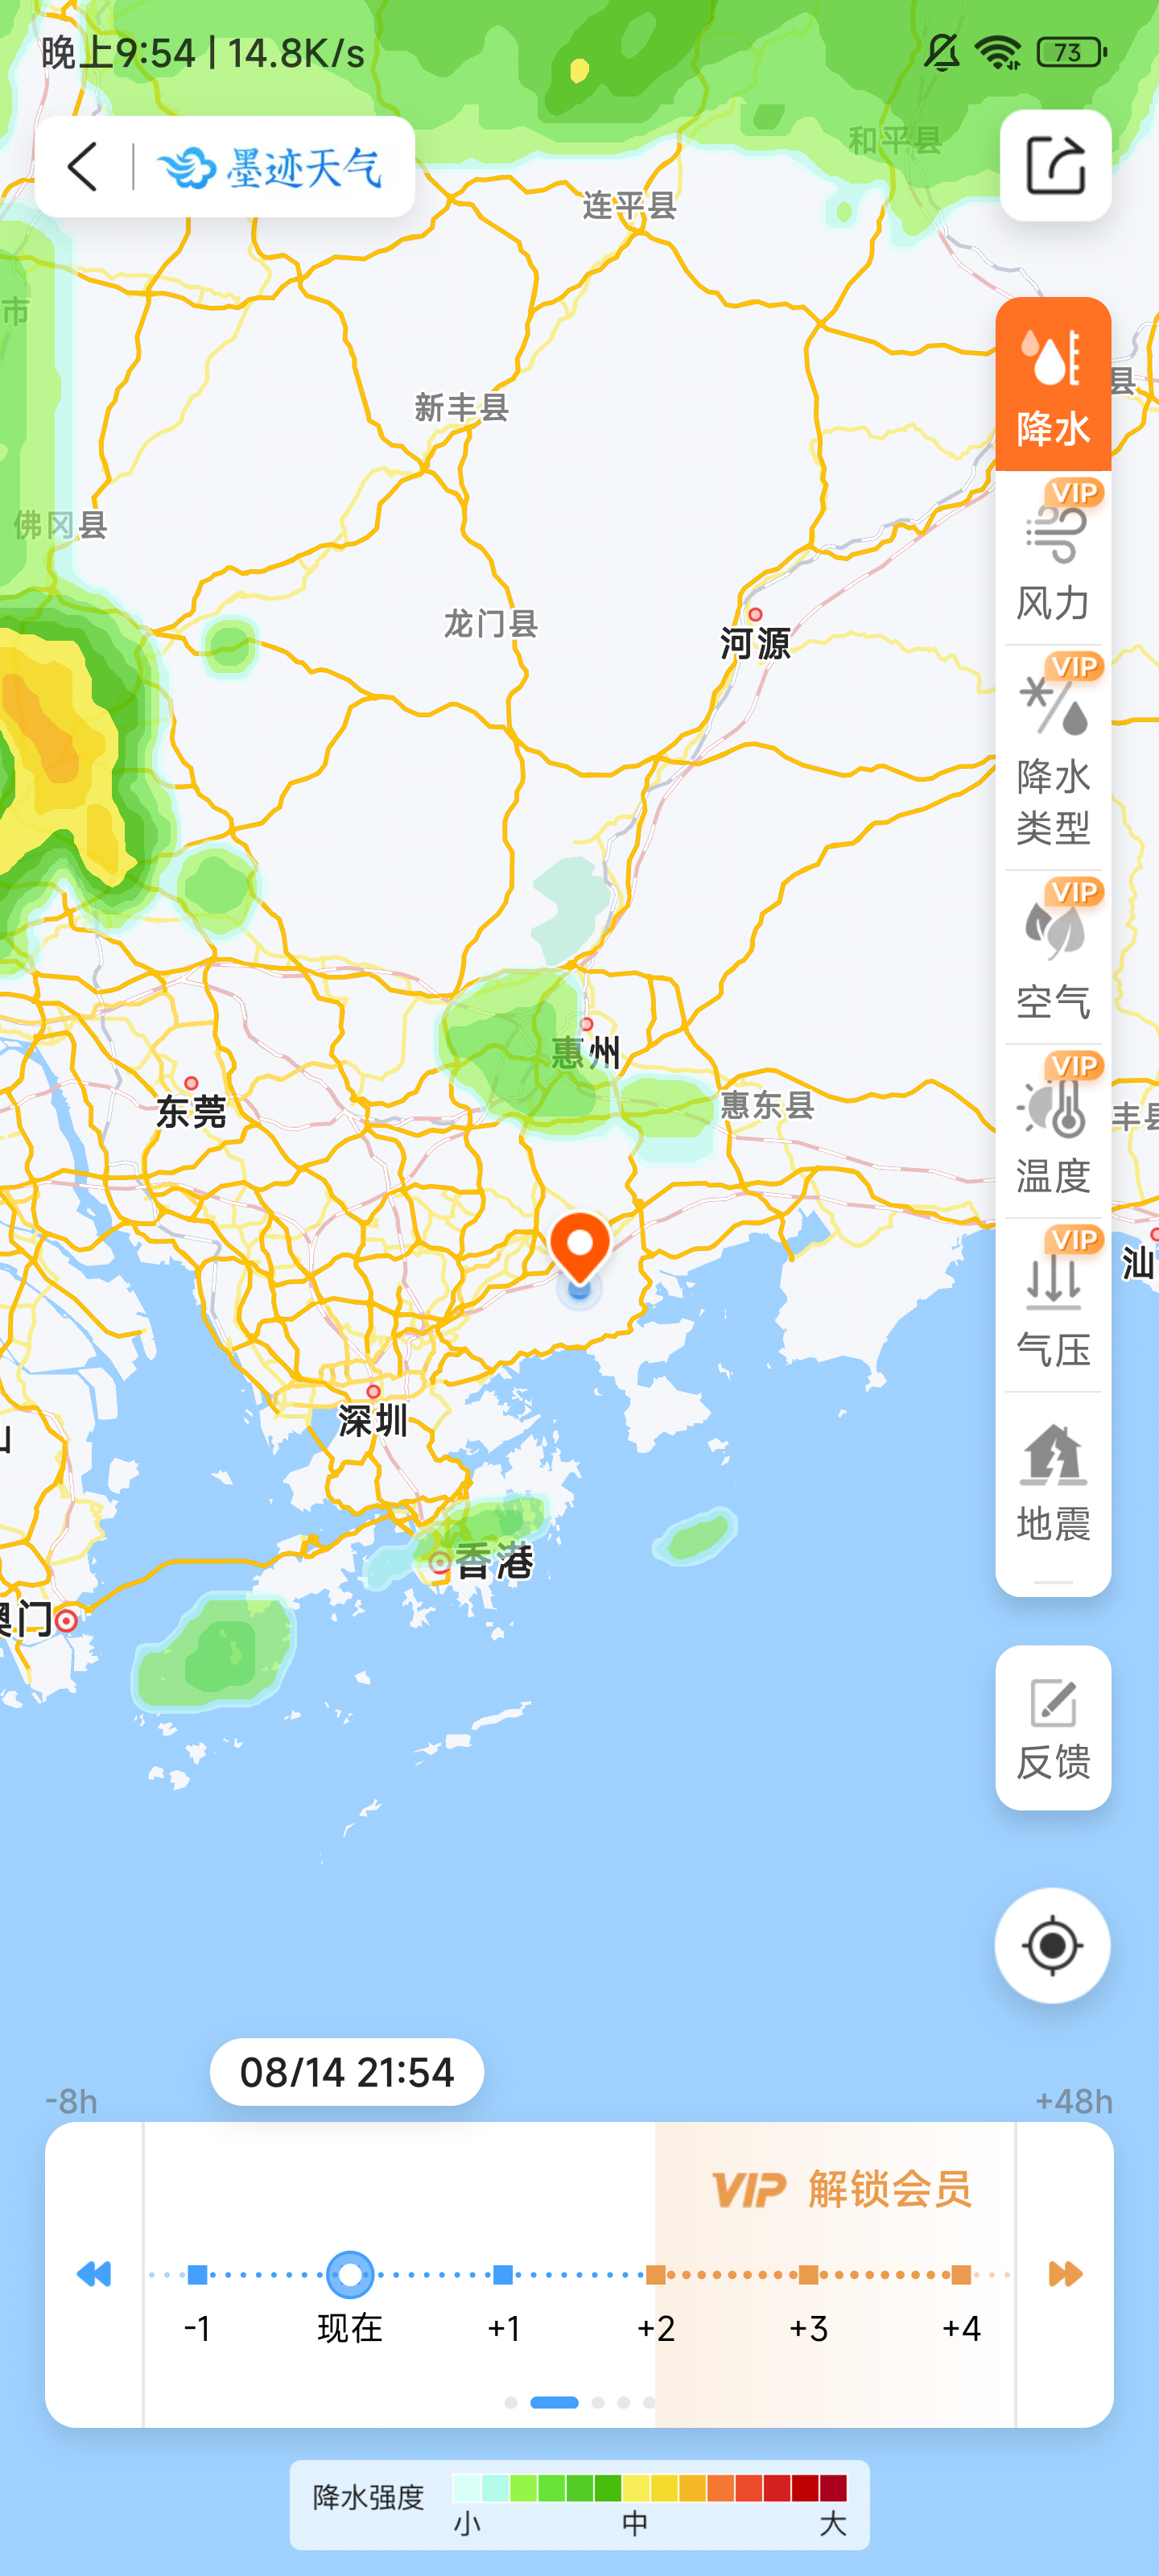 晚上9:54 | 14.8K/s
73
墨迹天气
和平县
连平县
市
县
降水
新丰县
VIP
佛冈县
风力
龙门县
河源
VIP
降水
类型
VIP
空气
惠州
VIP
东莞
惠东县
丰县
温度
VIP
汕
气压
深圳
山
地震
香港
澳门
反馈
08/14 21:54
-8h
+48h
VIP 解锁会员
-1
现在
+1
+2
+3
+4
降水强度
小
中
大